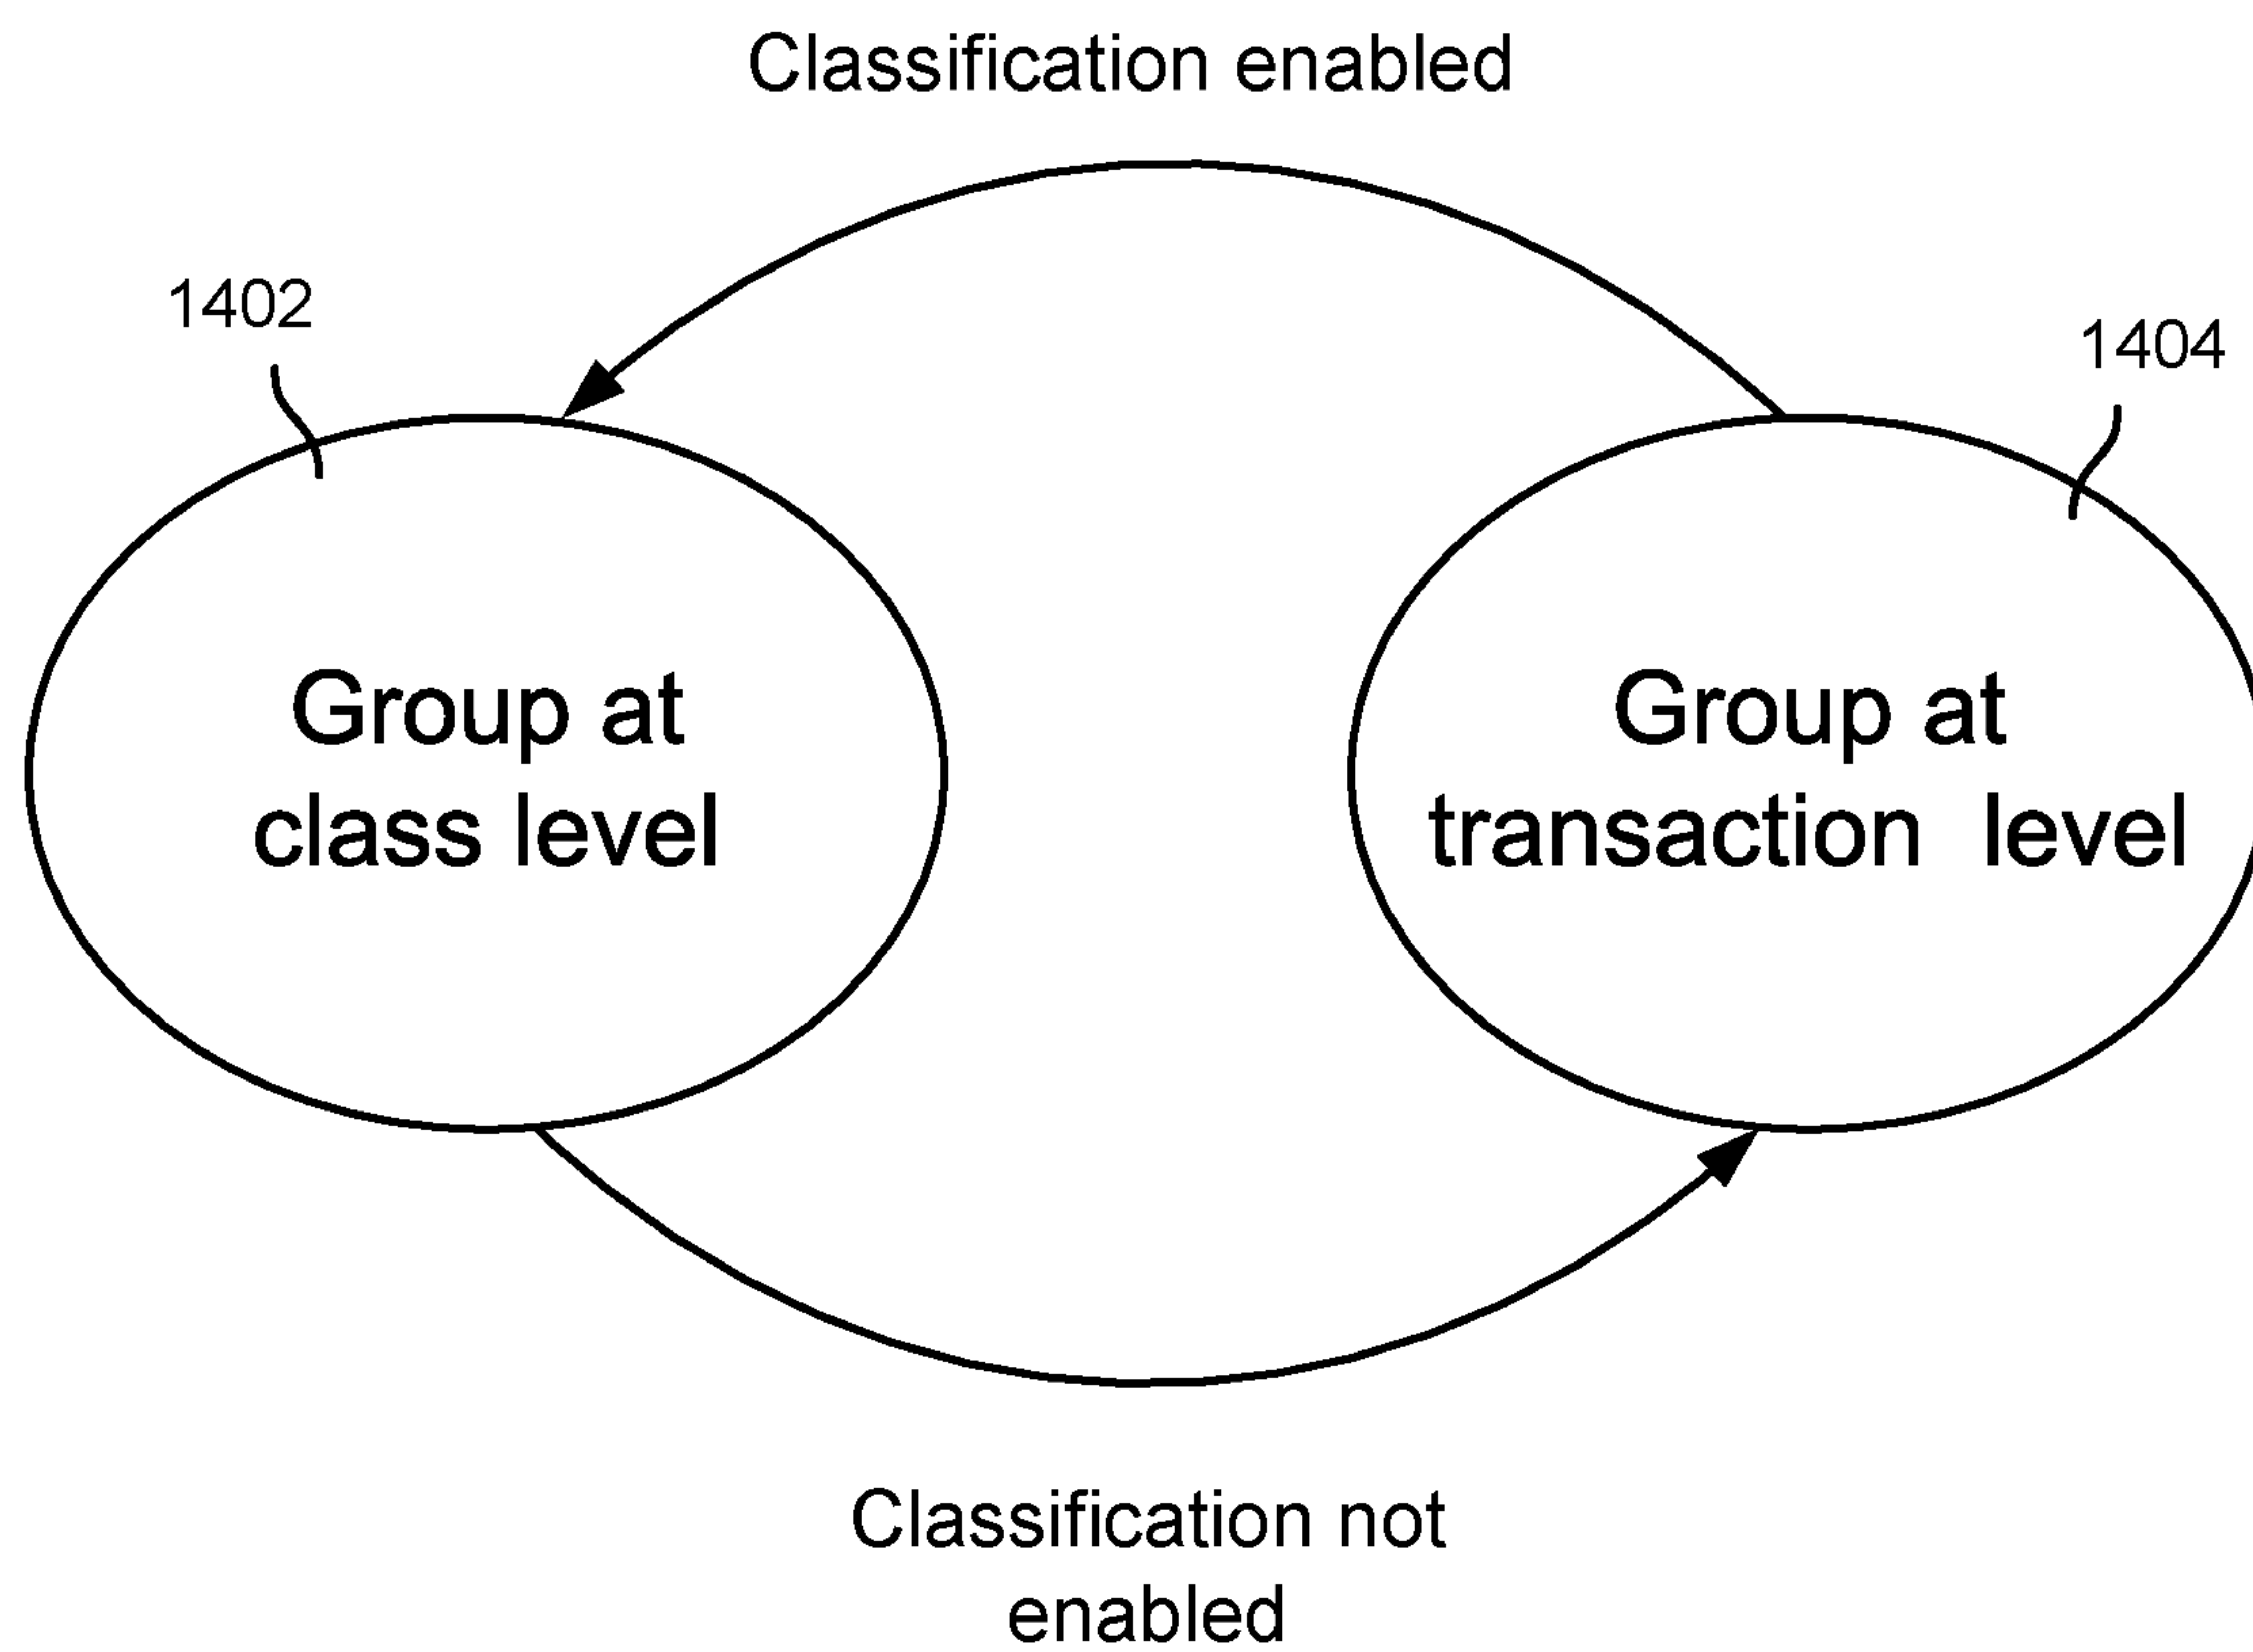 Classification enabled
1402
1404
Group at
class level
Group at
transaction level
Classification not
enabled